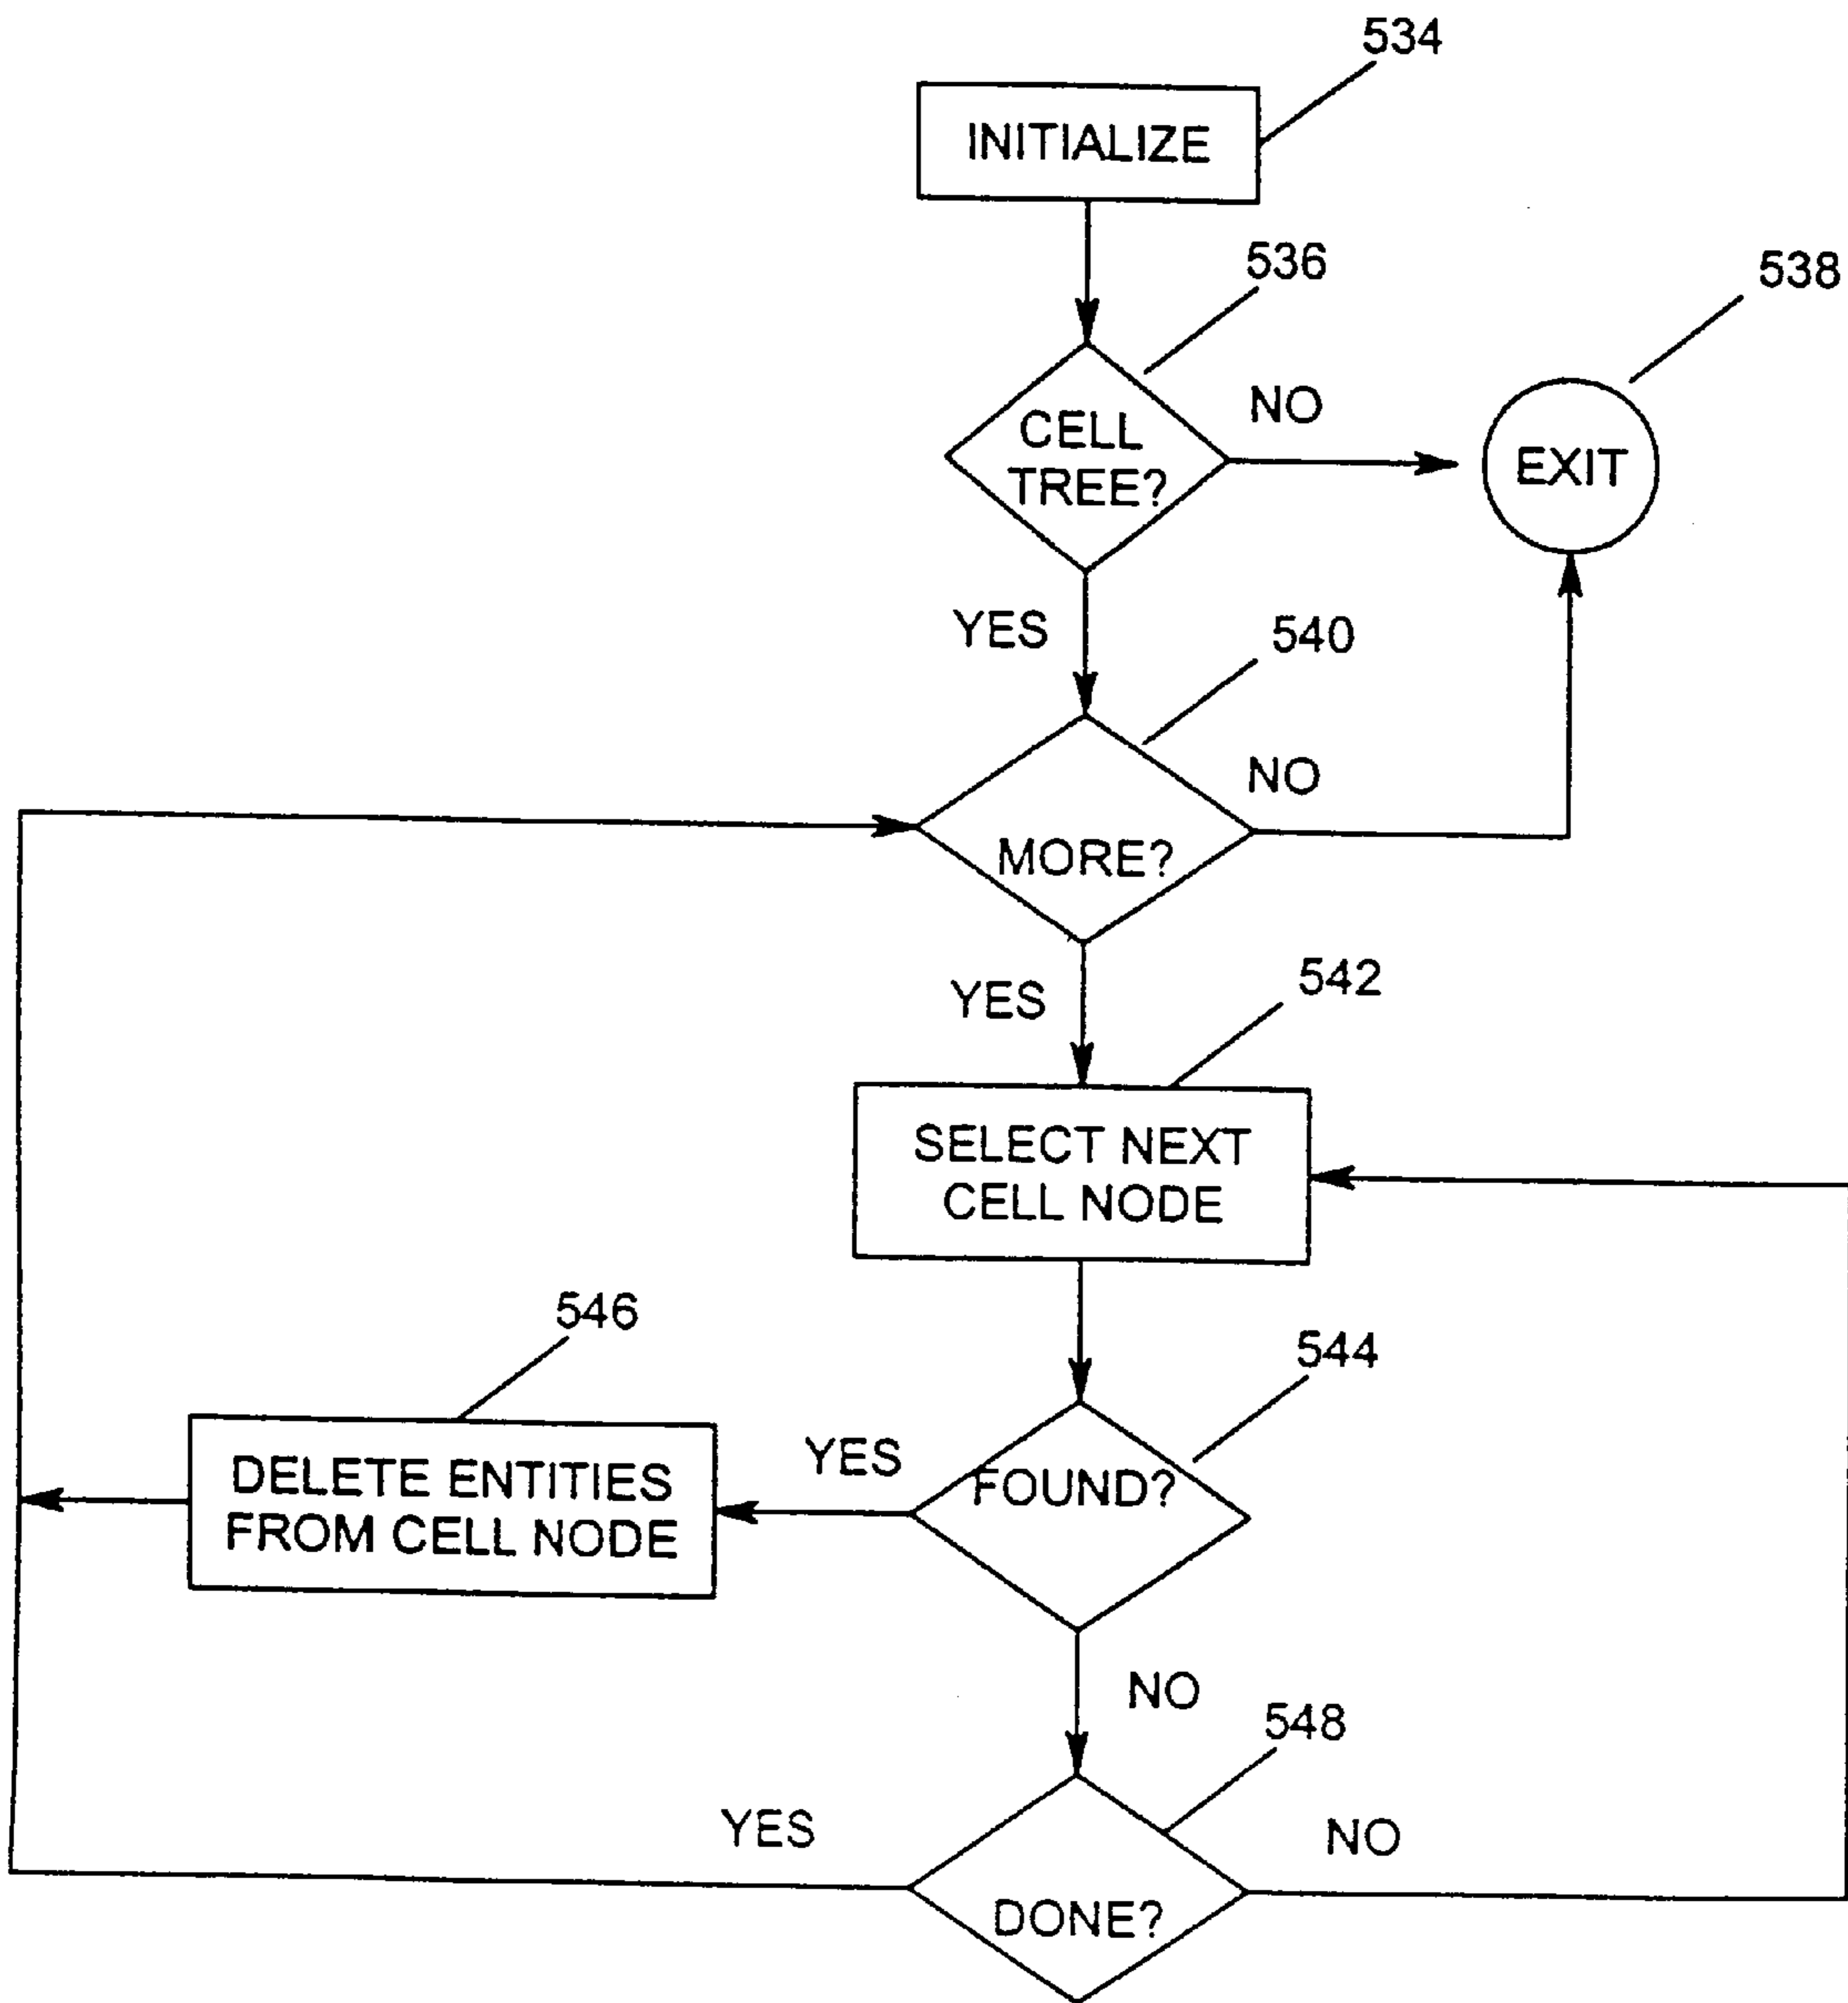 534
INITIALIZE
536
538
CELL
TREE?
NO
EXIT
YES
540
NO
MORE?
YES
542
SELECT NEXT
CELL NODE
546
544
YES
FOUND?
DELETE ENTITIES
FROM CELL NODE
NO
548
YES
NO
DONE?